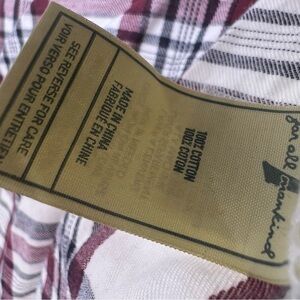 for all
mankind
100% COTTON
100% COTON
MADE IN CHINA
FABRIQUÉ EN CHINE
SEE REVERSE FOR CARE
VOIR VERSO POUR ENTRETIEN